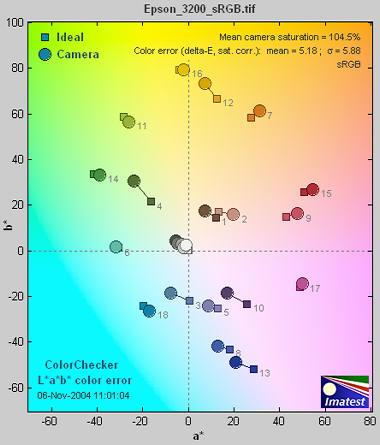 Epson_3200_sRGB.tif
Ideal
Camera
Mean camera saturation = 104.5%
Color error (delta-E, sat. corr.): mean = 5.18 ; σ = 5.88
sRGB
100
80
60
40
20
0
-20
-40
-60
b*
16
12
7
11
14
4
15
1
2
9
6
17
3
5
10
8
13
ColorChecker
L*a*b* color error
06-Nov-2004 11:01:04
Imatest
-60
-40
-20
0
20
40
60
80
a*